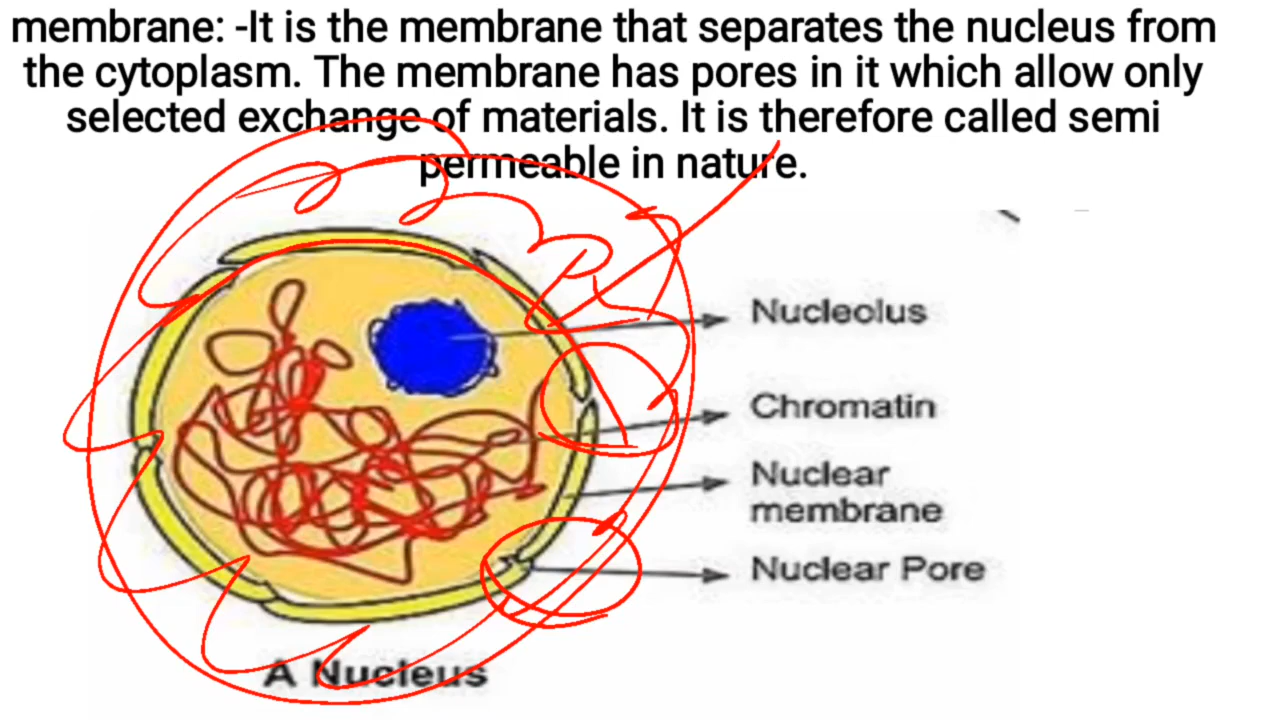 membrane: -It is the membrane that separates the nucleus from
the cytoplasm. The membrane has pores in it which allow only
selected exchange of materials. It is therefore called semi
permeable in nature.
Nucleolus
Chromatin
Nuclear
membrane
Nuclear Pore
A Nucleus